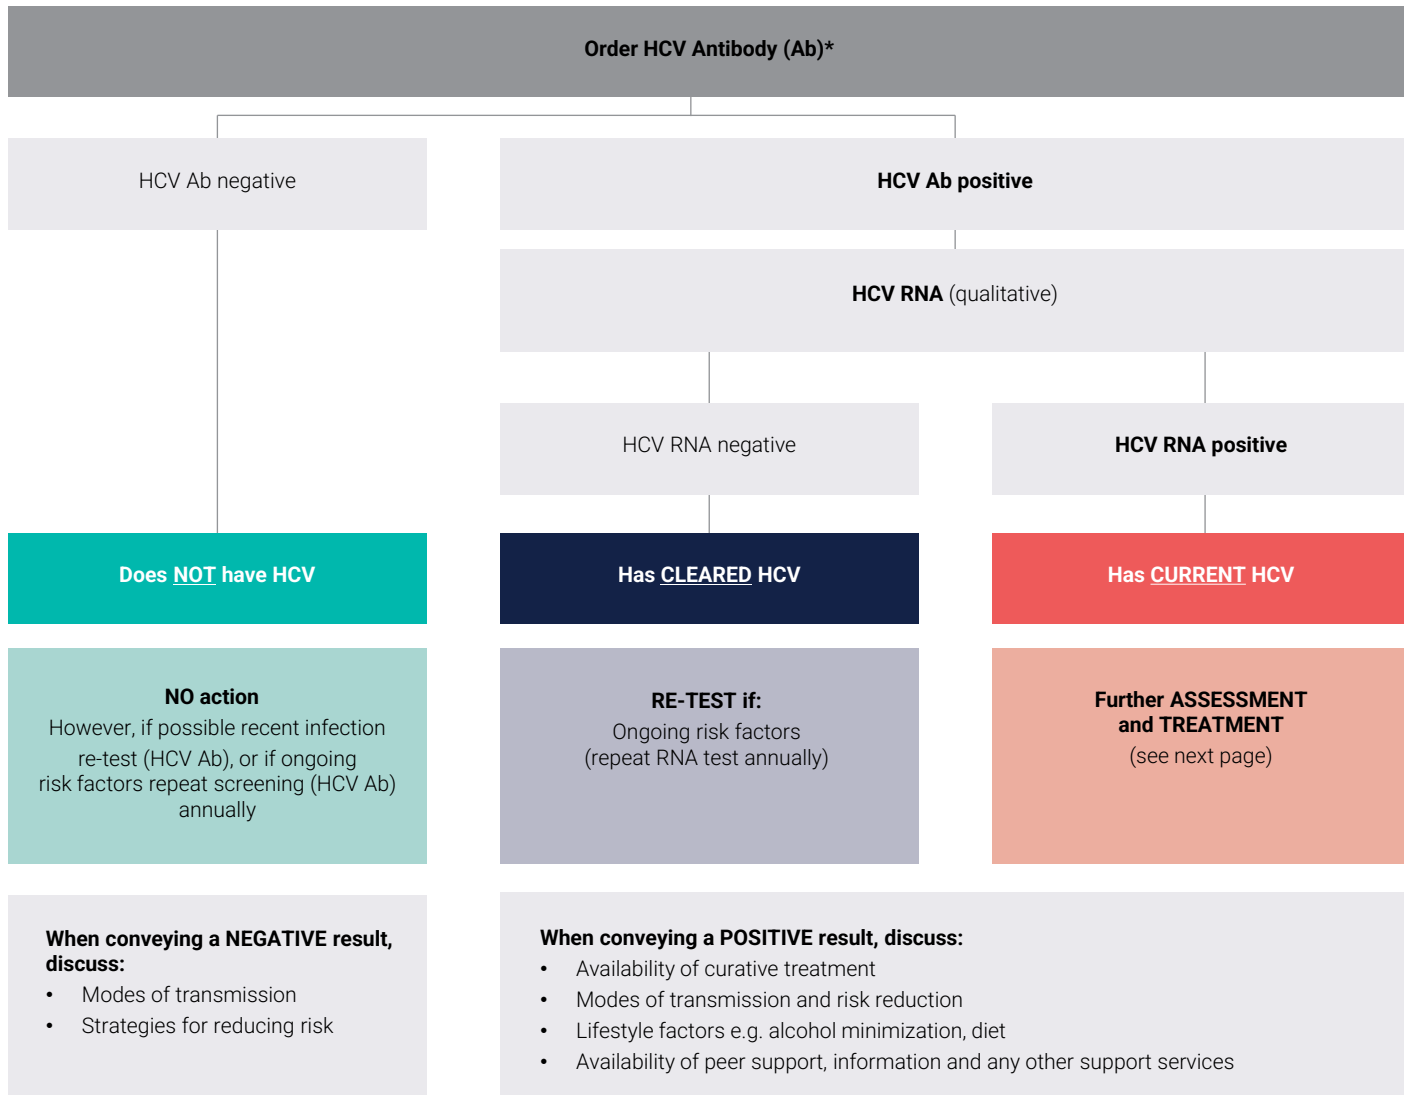 Order HCV Antibody (Ab)*
HCV Ab negative
HCV Ab positive
HCV RNA (qualitative)
HCV RNA negative
HCV RNA positive
Does NOT have HCV
Has CLEARED HCV
Has CURRENT HCV
NO action
However, if possible recent infection
re-test (HCV Ab), or if ongoing
risk factors repeat screening (HCV Ab)
annually
RE-TEST if:
Ongoing risk factors
(repeat RNA test annually)
Further ASSESSMENT
and TREATMENT
(see next page)
When conveying a NEGATIVE result,
discuss:
• Modes of transmission
• Strategies for reducing risk
When conveying a POSITIVE result, discuss:
• Availability of curative treatment
• Modes of transmission and risk reduction
• Lifestyle factors e.g. alcohol minimization, diet
• Availability of peer support, information and any other support services